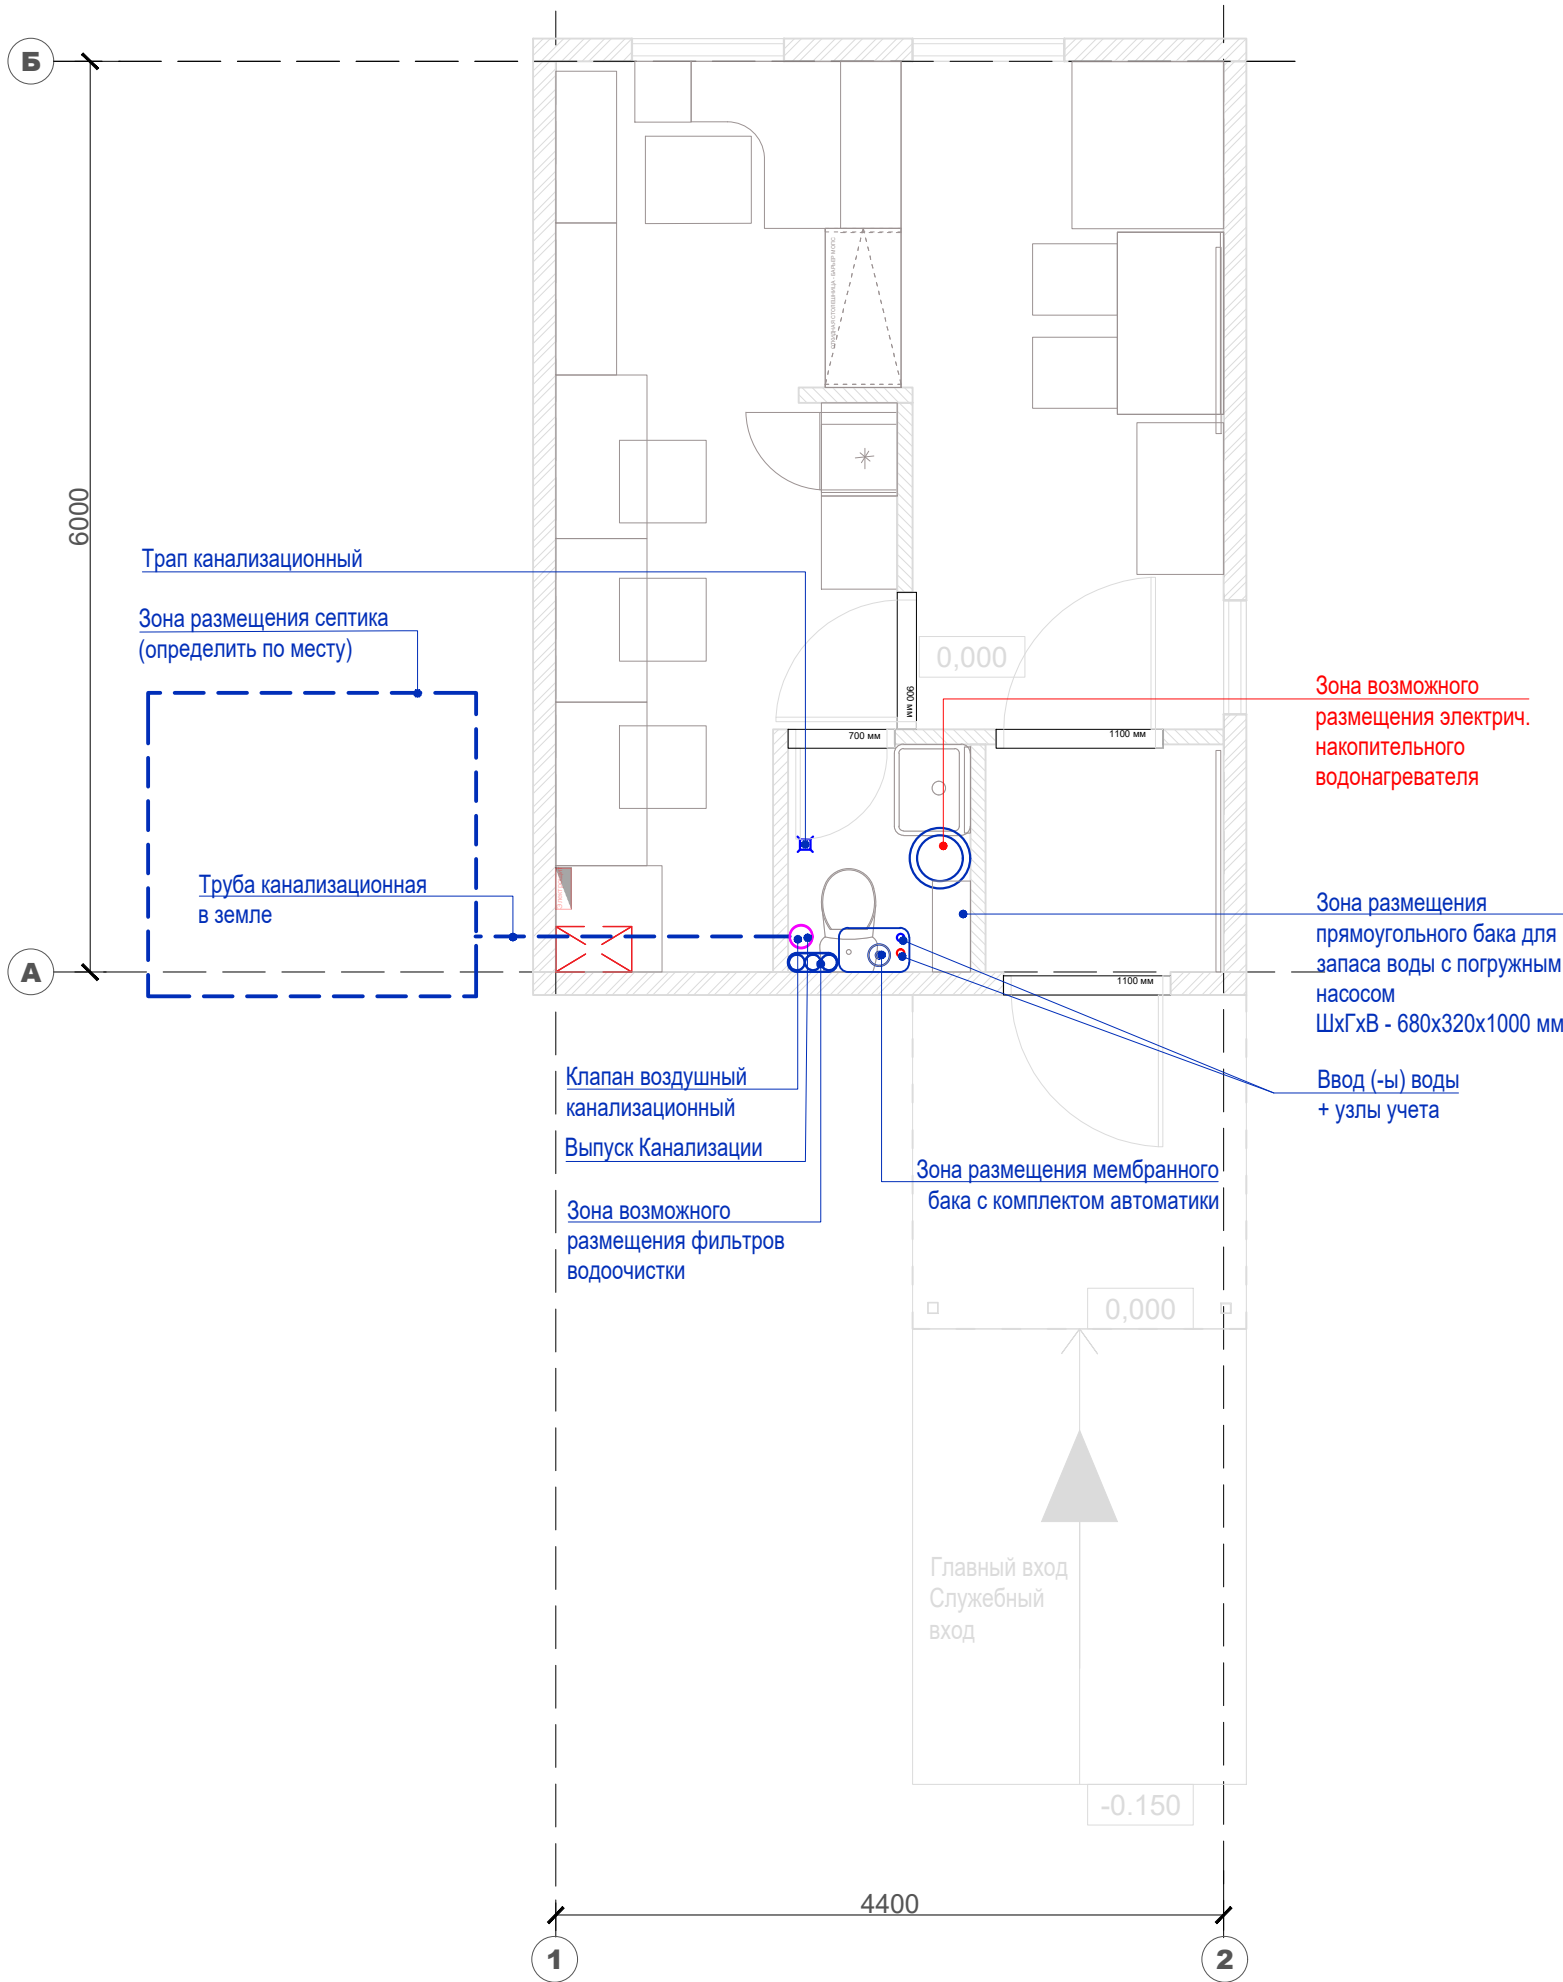 Б
6000
Трап канализационный
Зона размещения септика
(определить по месту)
0,000
900 мм
Зона возможного
размещения электрич.
накопительного
водонагревателя
700 мм
1100 мм
Труба канализационная
в земле
Зона размещения
прямоугольного бака для
запаса воды с погружным
насосом
ШхГхВ - 680х320х1000 мм
А
1100 мм
Клапан воздушный
канализационный
Выпуск Канализации
Зона возможного
размещения фильтров
водоочистки
Зона размещения мембранного
бака с комплектом автоматики
Ввод (-ы) воды
+ узлы учета
0,000
Главный вход
Служебный
вход
-0.150
4400
1
2